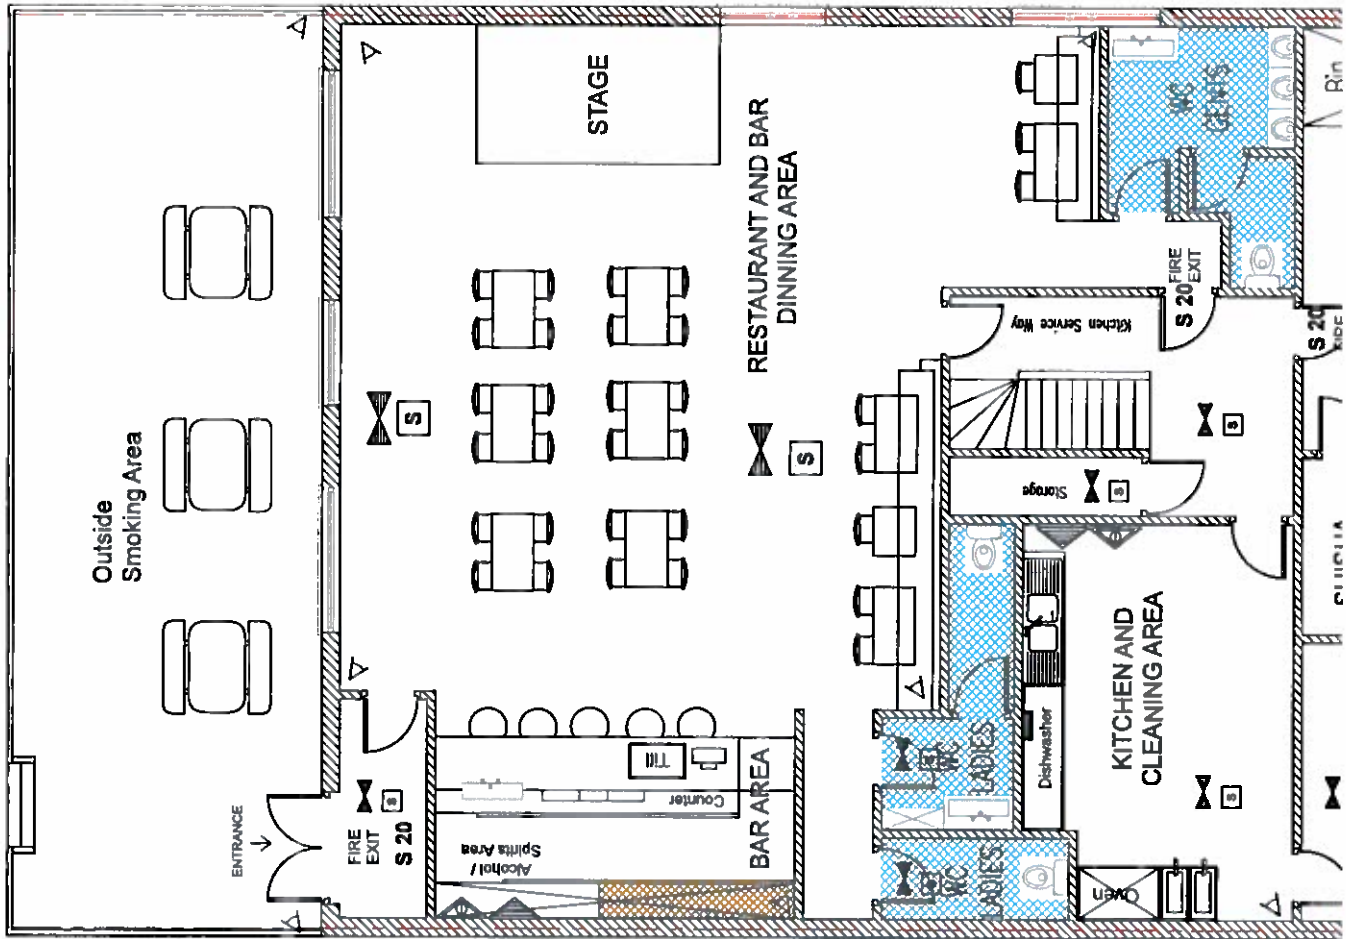 Outside
Smoking Area
STAGE
RESTAURANT AND BAR
DINNING AREA
WC
GENTS
Bin
FIRE
EXIT
S 20
Kitchen Service Way
S 20
FIRE
S
S
S
S
Storage
KITCHEN AND
CLEANING AREA
Dishwasher
S
WC
LADIES
S
WC
LADIES
S
Oven
ENTRANCE
FIRE
EXIT
S 20
S
Till
Counter
BAR AREA
Alcohol /
Spirits Area